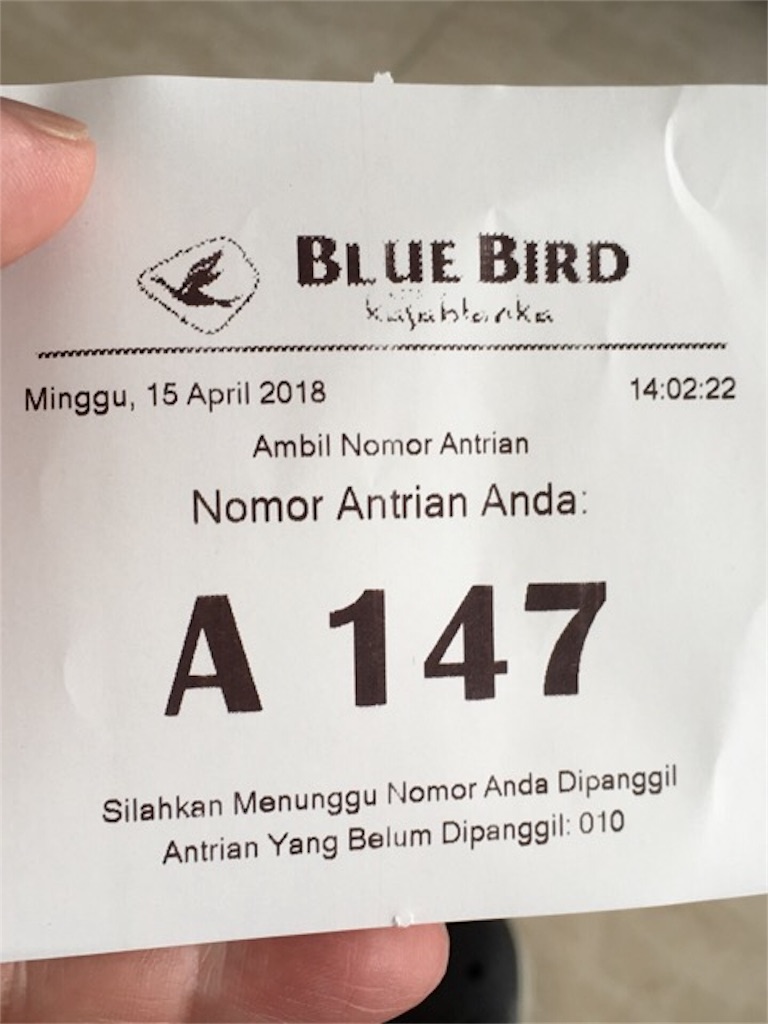 BLUE BIRD
Minggu, 15 April 2018 14:02:22
Ambil Nomor Antrian
Nomor Antrian Anda:
A 147
Silahkan Menunggu Nomor Anda Dipanggil
Antrian Yang Belum Dipanggil: 010